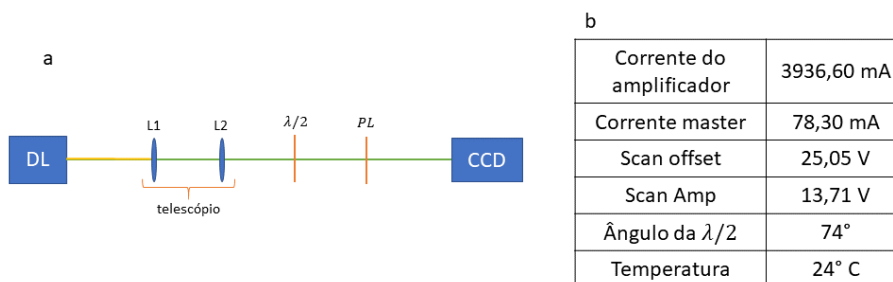 a
DL
L1
L2
λ/2
PL
CCD
telescópio
b
Corrente do
amplificador
3936,60 mA
Corrente master
78,30 mA
Scan offset
25,05 V
Scan Amp
13,71 V
Ângulo da λ/2
74°
Temperatura
24° C